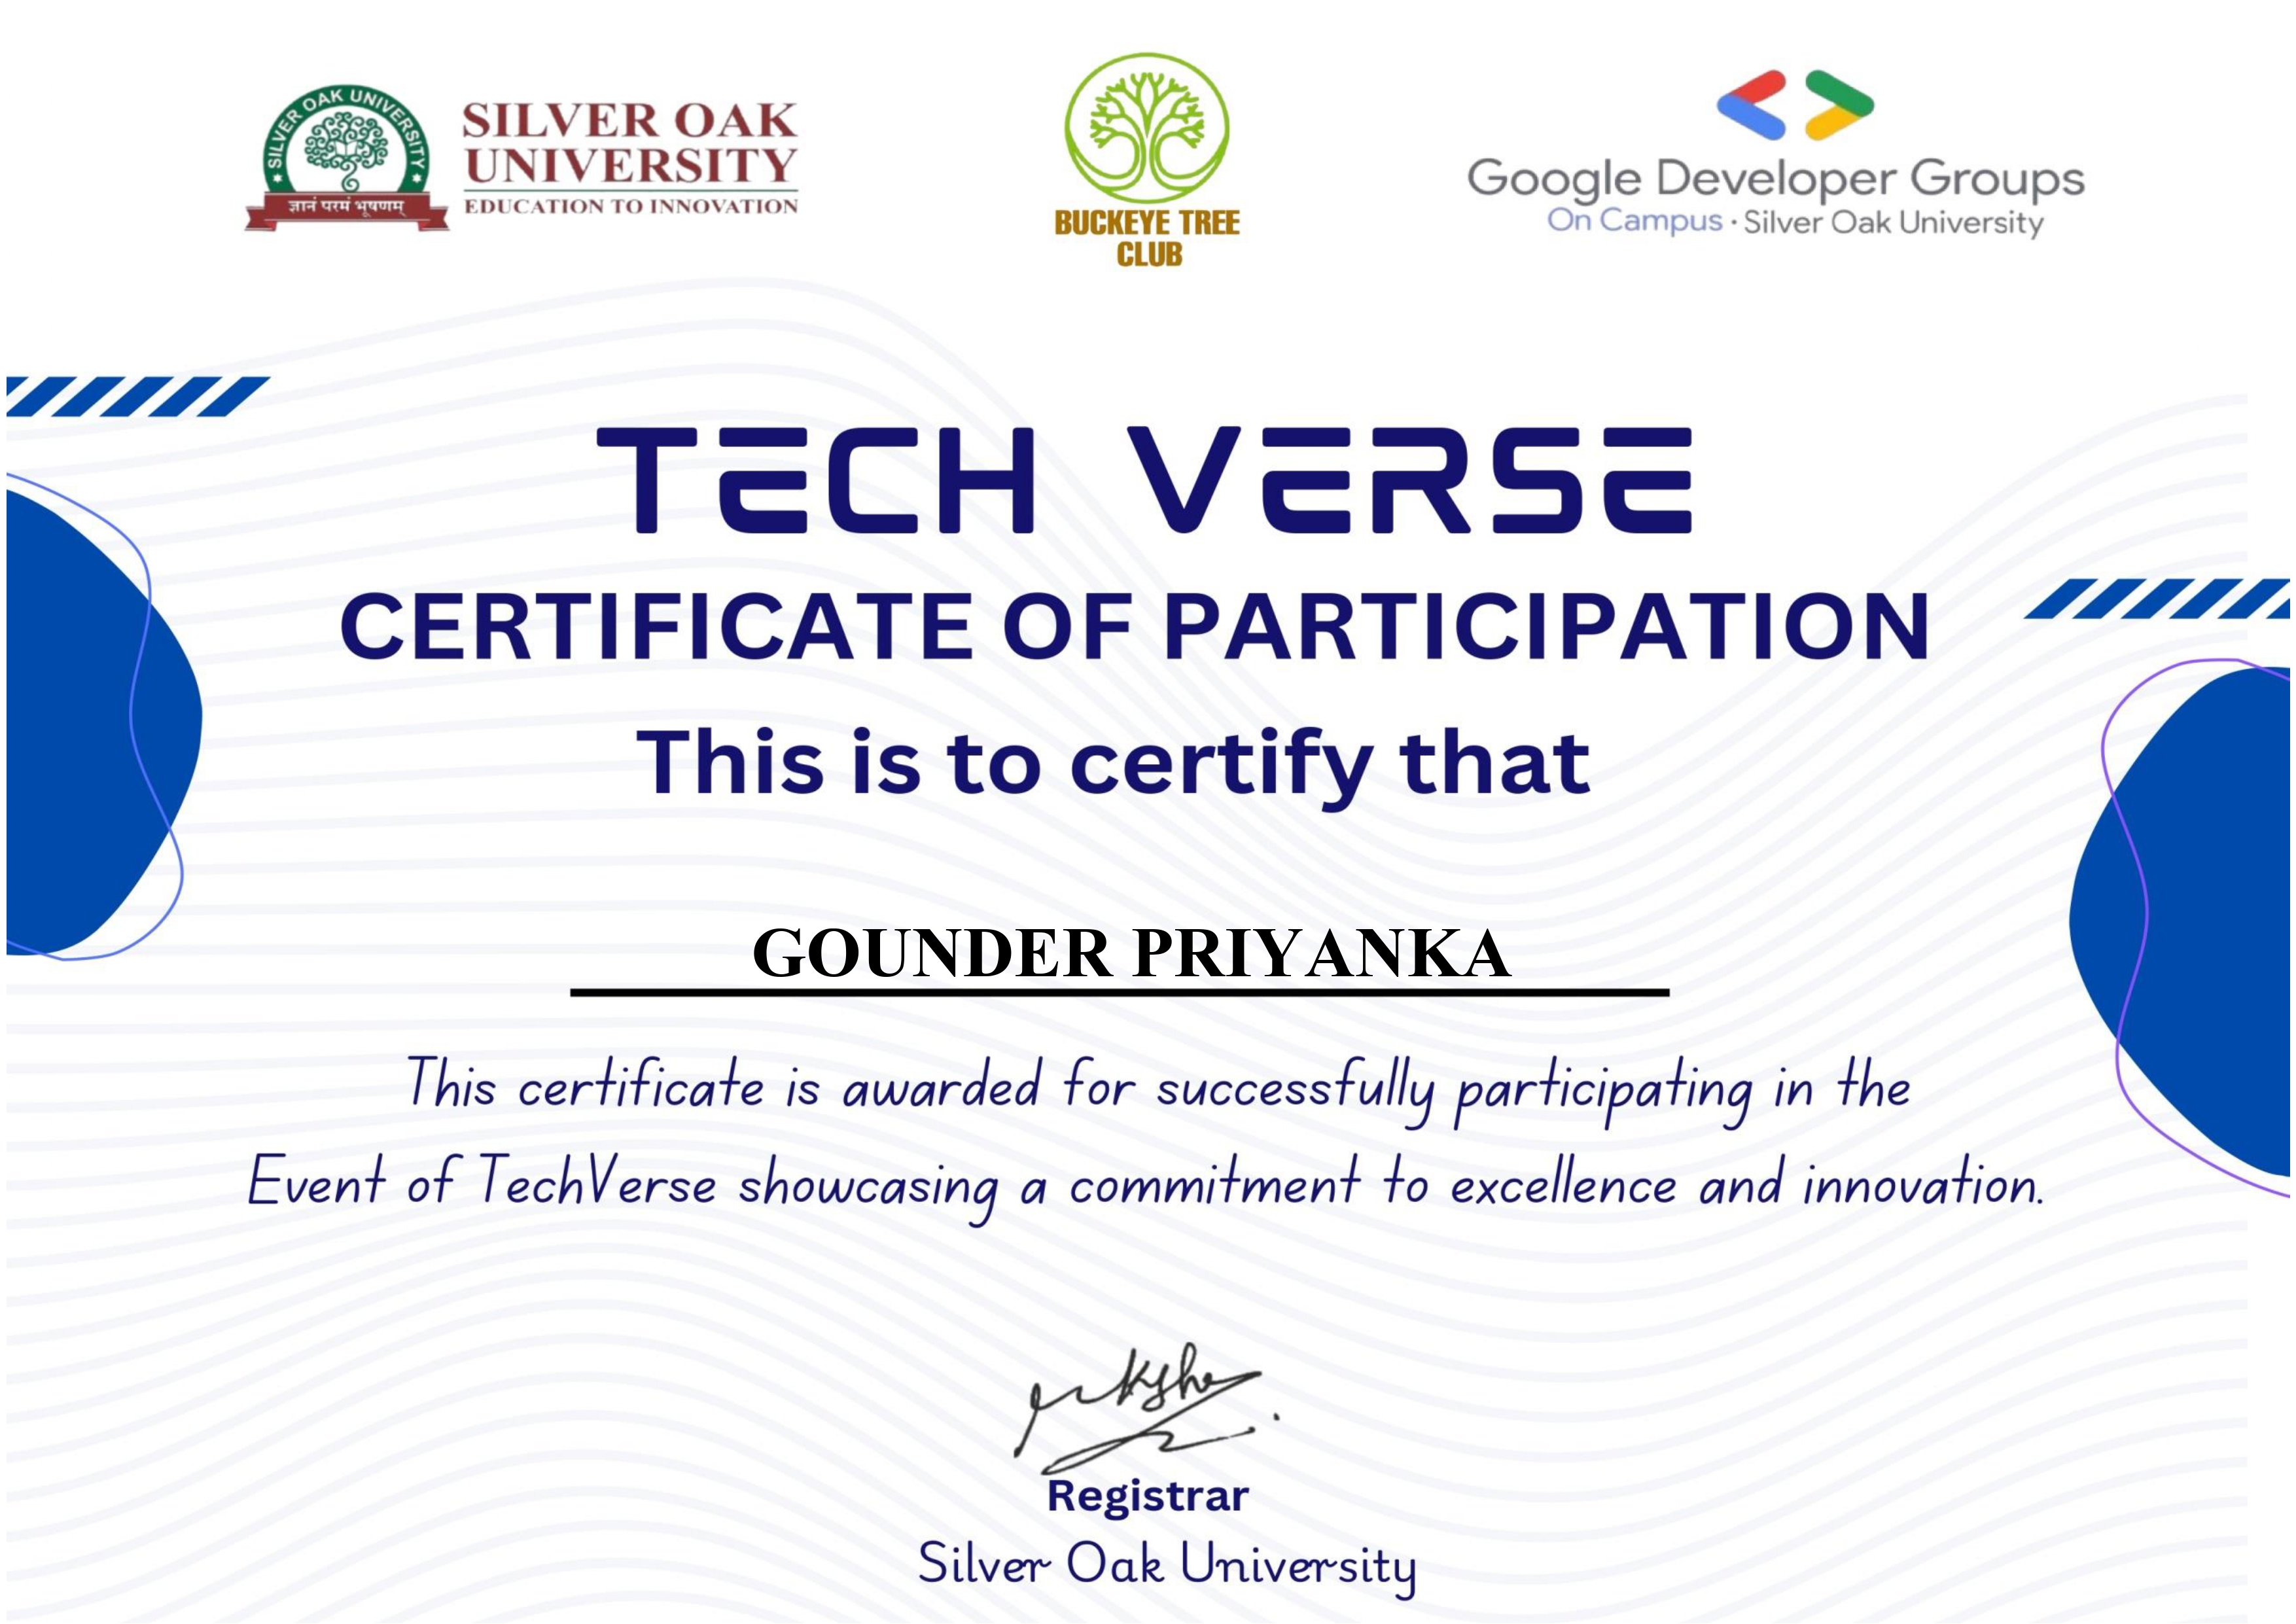 SILVER OAK UNIVERSITY
ज्ञानं परमं भूषणम्
SILVER OAK
UNIVERSITY
EDUCATION TO INNOVATION
BUCKEYE TREE
CLUB
Google Developer Groups
On Campus · Silver Oak University
TECH VERSE
CERTIFICATE OF PARTICIPATION
This is to certify that
GOUNDER PRIYANKA
This certificate is awarded for successfully participating in the
Event of TechVerse showcasing a commitment to excellence and innovation.
Registrar
Silver Oak University